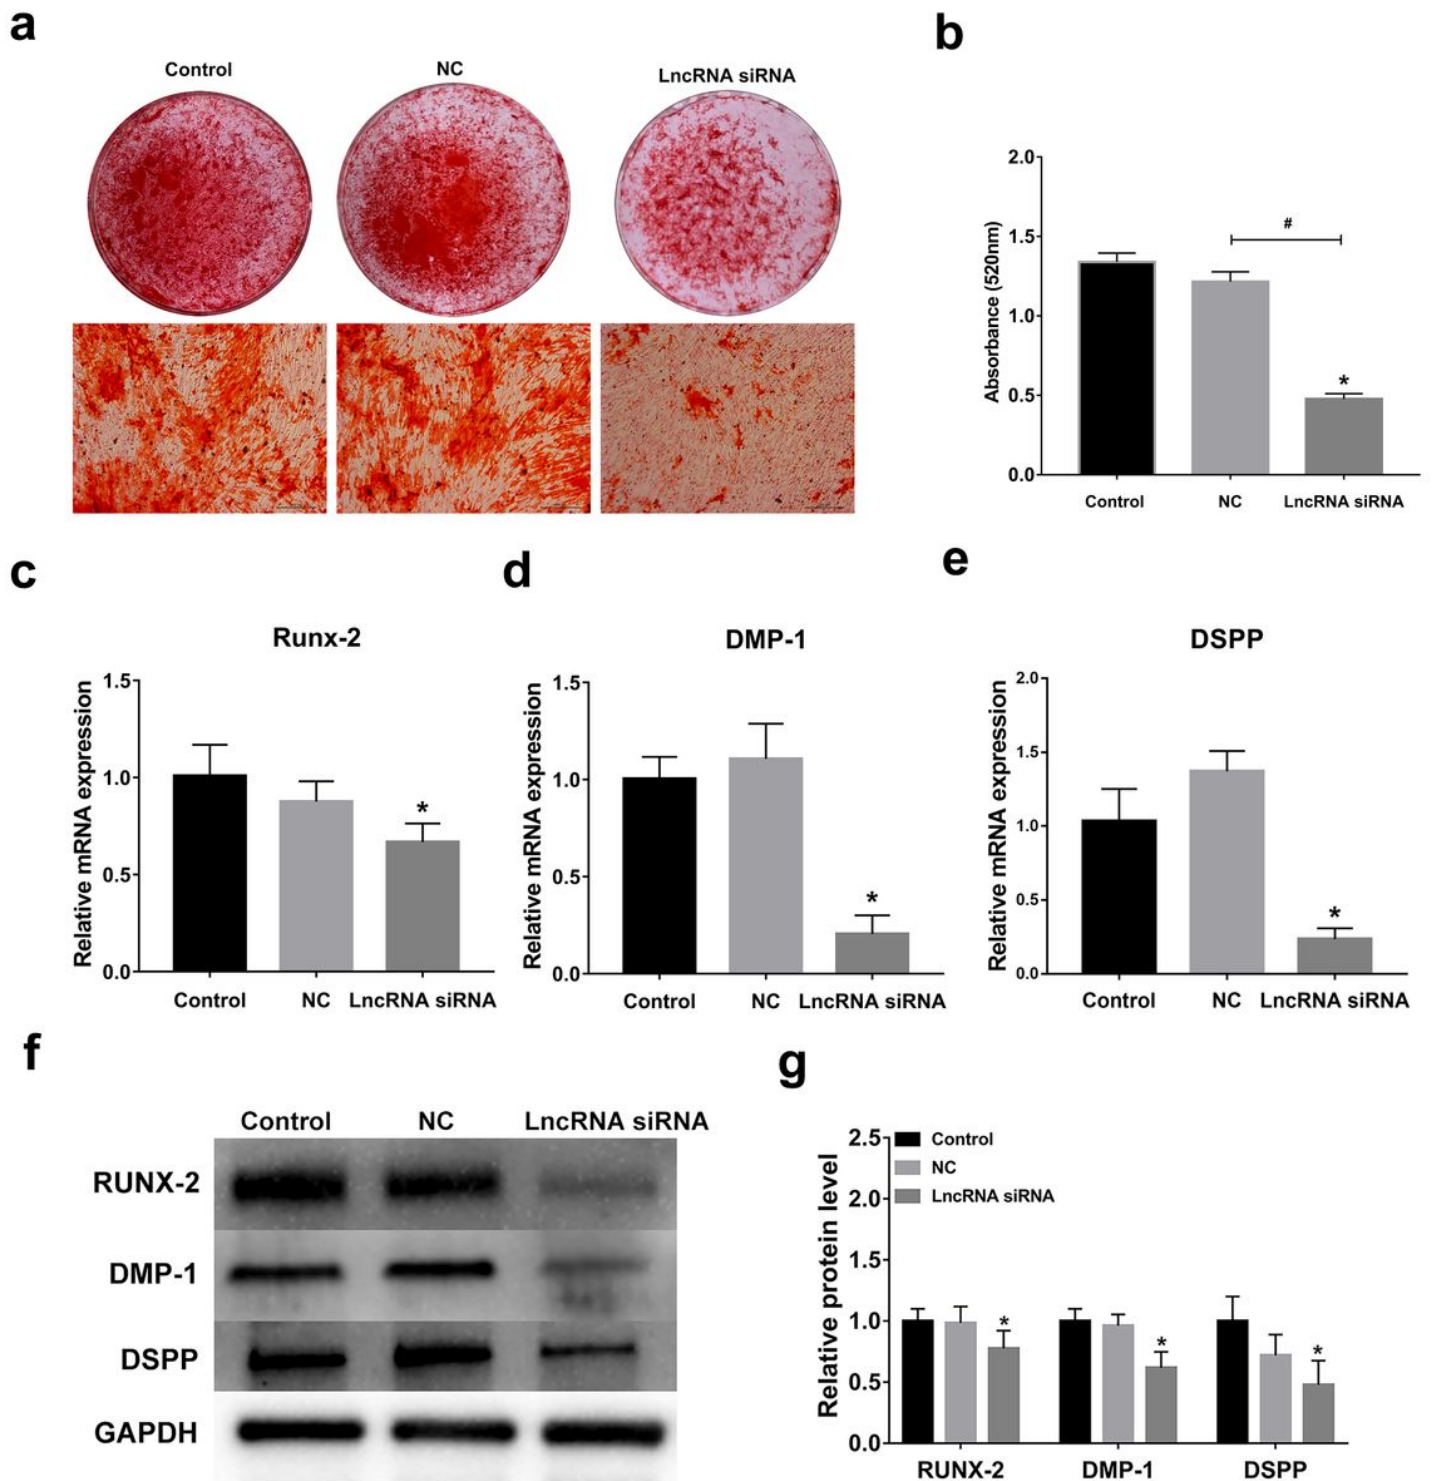 a
Control
NC
LncRNA siRNA
b
2.0
1.5
1.0
0.5
0.0
Absorbance (520nm)
#
*
Control
NC
LncRNA siRNA
c
Runx-2
1.5
1.0
0.5
0.0
Relative mRNA expression
*
Control
NC
LncRNA siRNA
d
DMP-1
1.5
1.0
0.5
0.0
Relative mRNA expression
*
Control
NC
LncRNA siRNA
e
DSPP
2.0
1.5
1.0
0.5
0.0
Relative mRNA expression
*
Control
NC
LncRNA siRNA
f
Control
NC
LncRNA siRNA
RUNX-2
DMP-1
DSPP
GAPDH
g
2.5
2.0
1.5
1.0
0.5
0.0
Relative protein level
Control
NC
LncRNA siRNA
*
*
*
RUNX-2
DMP-1
DSPP